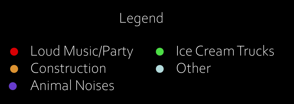 Legend
Loud Music/Party
Ice Cream Trucks
Construction
Other
Animal Noises